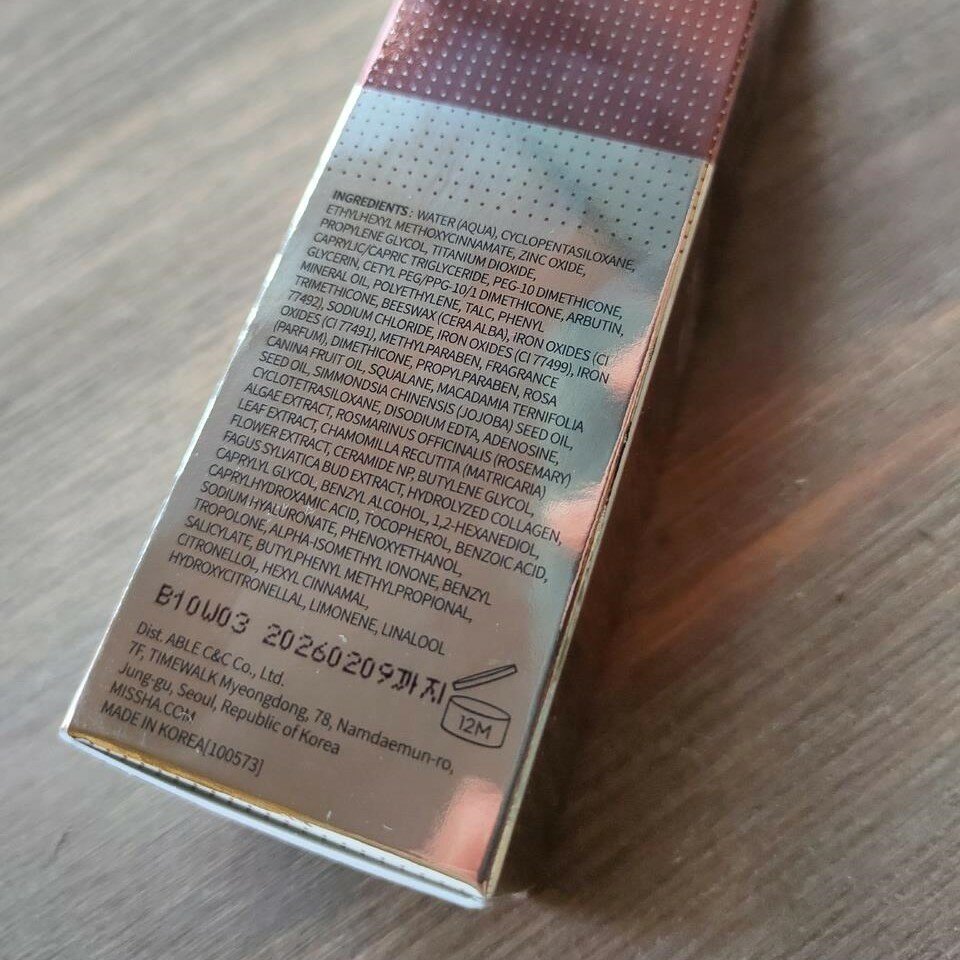 INGREDIENTS : WATER (AQUA), CYCLOPENTASILOXANE,
ETHYLHEXYL METHOXYCINNAMATE, ZINC OXIDE,
PROPYLENE GLYCOL, TITANIUM DIOXIDE,
CAPRYLIC/CAPRIC TRIGLYCERIDE, PEG-10 DIMETHICONE,
GLYCERIN, CETYL PEG/PPG-10/1 DIMETHICONE, ARBUTIN,
MINERAL OIL, POLYETHYLENE, TALC, PHENYL
TRIMETHICONE, BEESWAX (CERA ALBA), IRON OXIDES (CI
77492), SODIUM CHLORIDE, IRON OXIDES (CI 77499), IRON
OXIDES (CI 77491), METHYLPARABEN, FRAGRANCE
(PARFUM), DIMETHICONE, PROPYLPARABEN, ROSA
CANINA FRUIT OIL, SQUALANE, MACADAMIA TERNIFOLIA
SEED OIL, SIMMONDSIA CHINENSIS (JOJOBA) SEED OIL,
CYCLOTETRASILOXANE, DISODIUM EDTA, ADENOSINE,
ALGAE EXTRACT, ROSMARINUS OFFICINALIS (ROSEMARY)
LEAF EXTRACT, CHAMOMILLA RECUTITA (MATRICARIA)
FLOWER EXTRACT, CERAMIDE NP, BUTYLENE GLYCOL,
FAGUS SYLVATICA BUD EXTRACT, HYDROLYZED COLLAGEN,
CAPRYLYL GLYCOL, BENZYL ALCOHOL, 1,2-HEXANEDIOL,
CAPRYLHYDROXAMIC ACID, TOCOPHEROL, BENZOIC ACID,
SODIUM HYALURONATE, PHENOXYETHANOL,
TROPOLONE, ALPHA-ISOMETHYL IONONE, BENZYL
SALICYLATE, BUTYLPHENYL METHYLPROPIONAL,
CITRONELLOL, HEXYL CINNAMAL,
HYDROXYCITRONELLAL, LIMONENE, LINALOOL
B10W03 20260209까지
Dist. ABLE C&C Co., Ltd.
7F, TIMEWALK Myeongdong, 78, Namdaemun-ro,
Jung-gu, Seoul, Republic of Korea
MISSHA.COM
MADE IN KOREA[100573]
12M